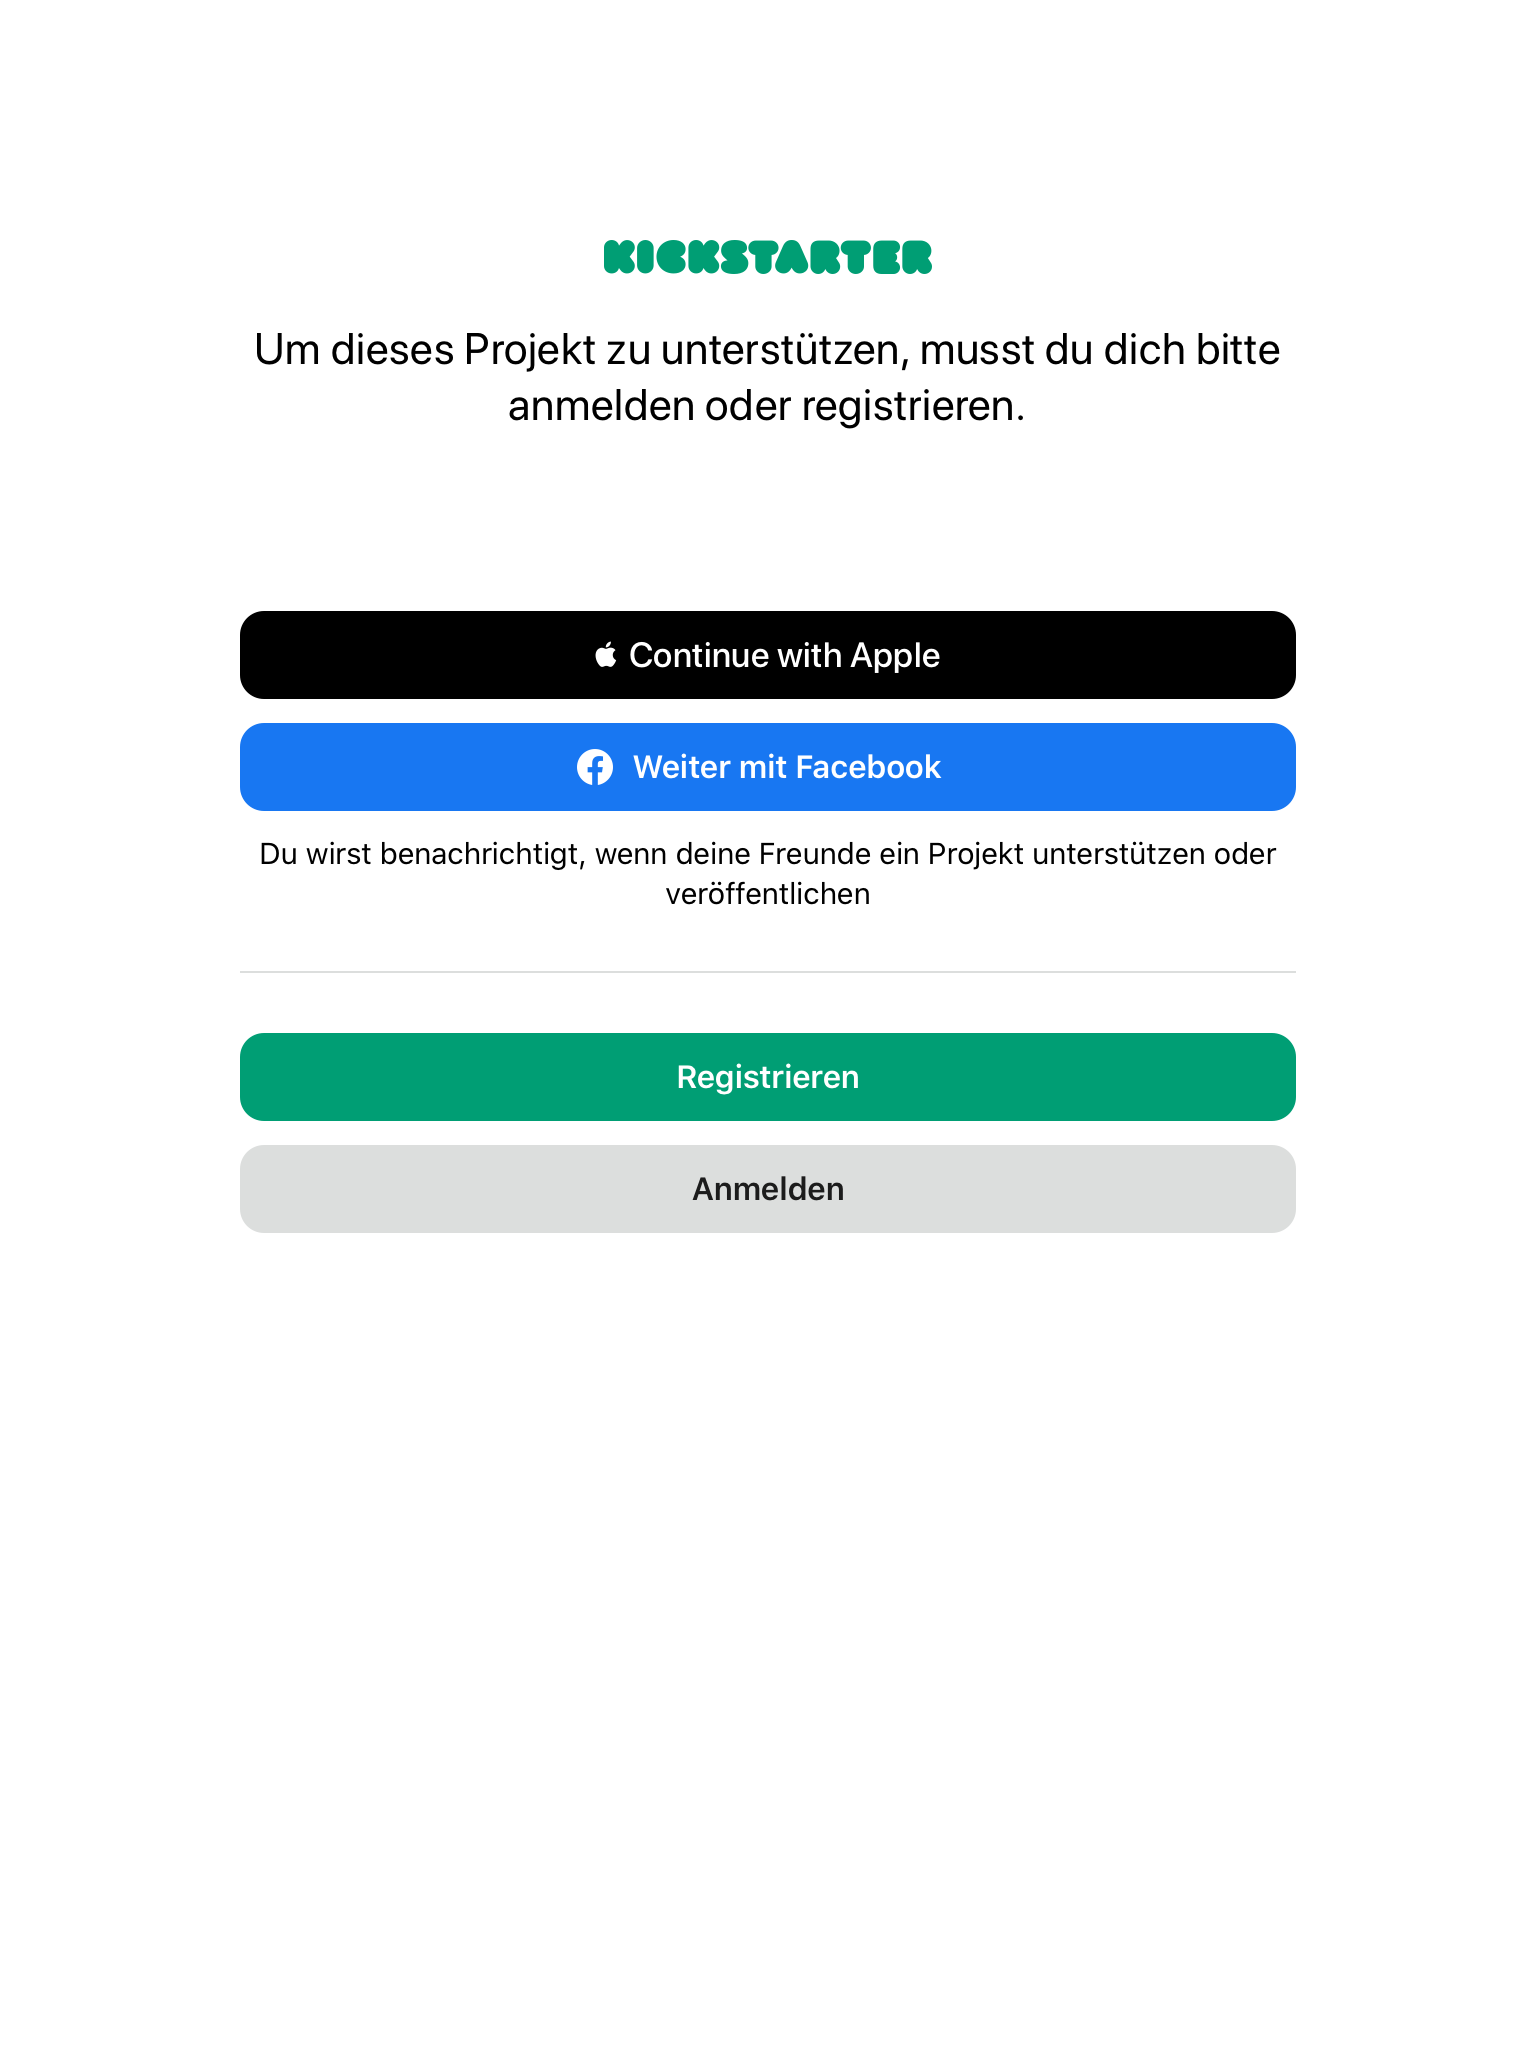 KICKSTARTER
Um dieses Projekt zu unterstützen, musst du dich bitte
anmelden oder registrieren.
Continue with Apple
Weiter mit Facebook
Du wirst benachrichtigt, wenn deine Freunde ein Projekt unterstützen oder
veröffentlichen
Registrieren
Anmelden